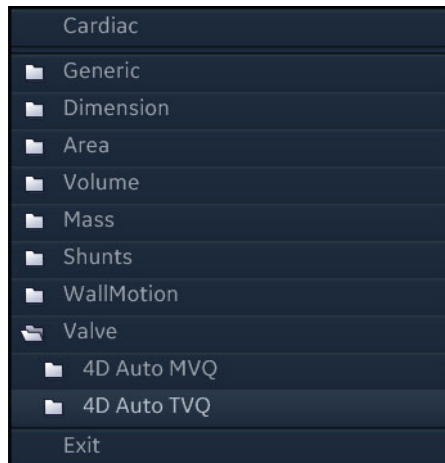 Cardiac
Generic
Dimension
Area
Volume
Mass
Shunts
WallMotion
Valve
4D Auto MVQ
4D Auto TVQ
Exit